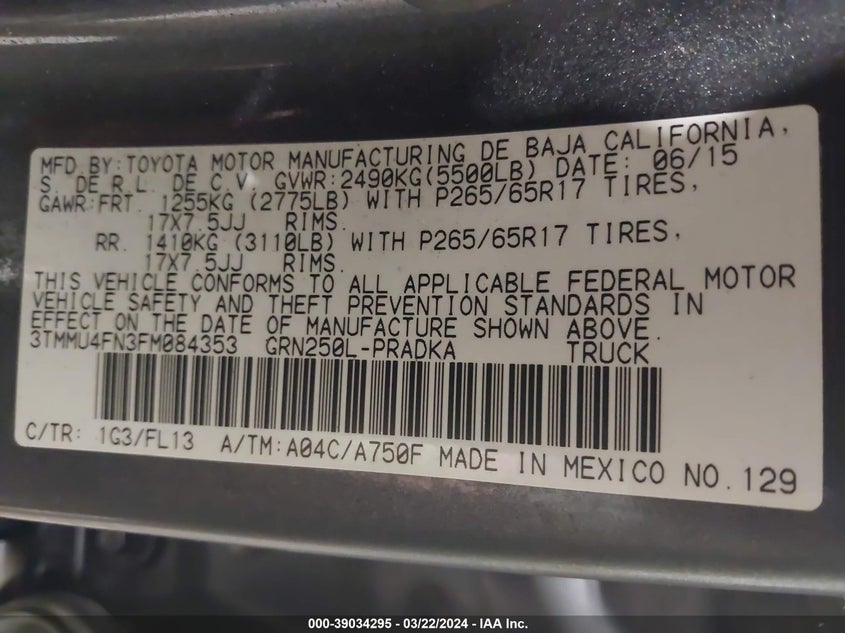 MFD.BY:TOYOTA MOTOR MANUFACTURING DE BAJA CALIFORNIA,
S. DE R.L. DE C.V. GVWR:2490KG(5500LB) DATE: 06/15
GAWR:FRT. 1255KG (2775LB) WITH P265/65R17 TIRES,
17X7.5JJ RIMS.
RR. 1410KG (3110LB) WITH P265/65R17 TIRES,
17X7.5JJ RIMS.
THIS VEHICLE CONFORMS TO ALL APPLICABLE FEDERAL MOTOR
VEHICLE SAFETY AND THEFT PREVENTION STANDARDS IN
EFFECT ON THE DATE OF MANUFACTURE SHOWN ABOVE.
3TMMU4FN3FM084353 GRN250L-PRADKA TRUCK
C/TR: 1G3/FL13 A/TM:A04C/A750F MADE IN MEXICO NO.129
000-39034295 - 03/22/2024 - IAA Inc.